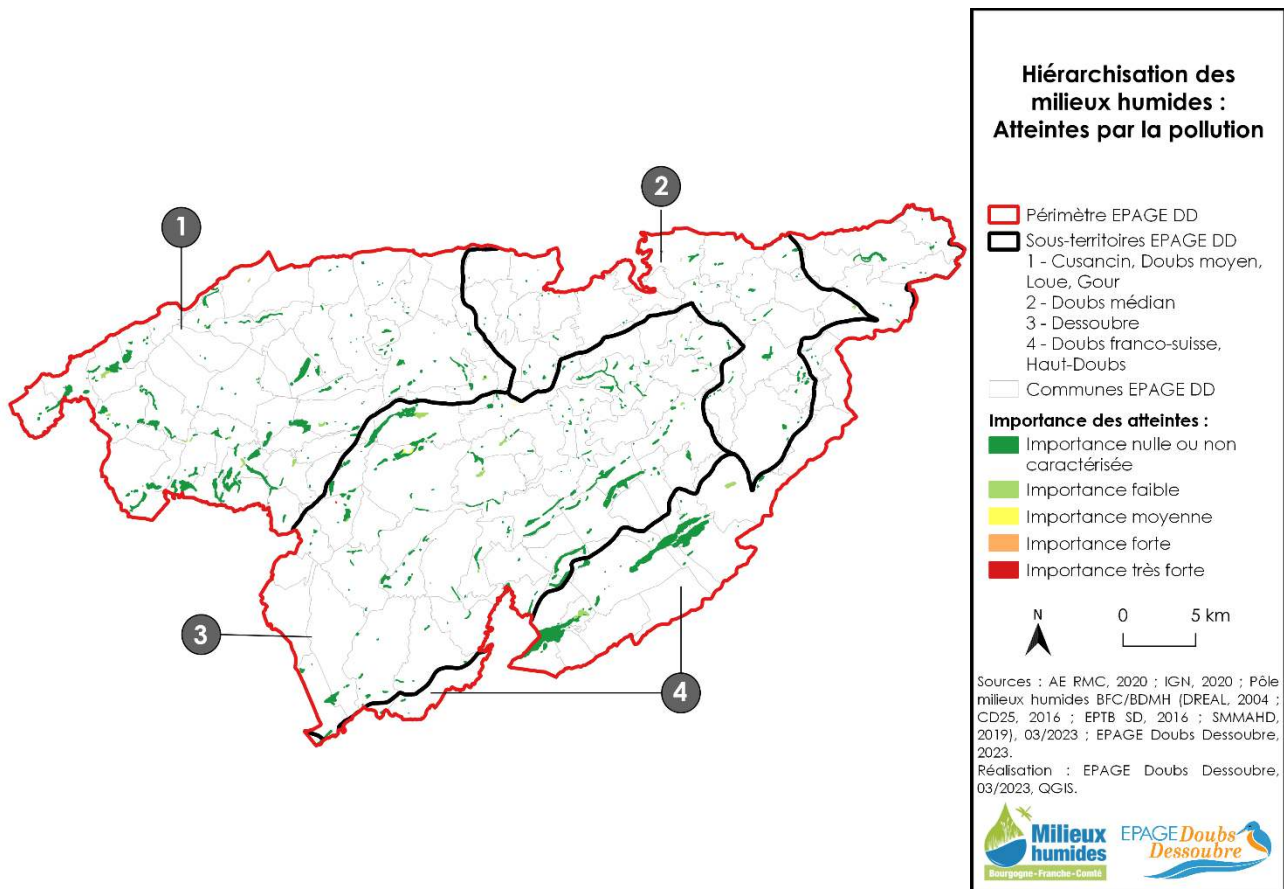 1
2
3
4
Hiérarchisation des
milieux humides :
Atteintes par la pollution
Périmètre EPAGE DD
Sous-territoires EPAGE DD
1 - Cusancin, Doubs moyen,
Loue, Gour
2 - Doubs médian
3 - Dessoubre
4 - Doubs franco-suisse,
Haut-Doubs
Communes EPAGE DD
Importance des atteintes :
Importance nulle ou non
caractérisée
Importance faible
Importance moyenne
Importance forte
Importance très forte
N
0 5 km
Sources : AE RMC, 2020 ; IGN, 2020 ; Pôle
milieux humides BFC/BDMH (DREAL, 2004 ;
CD25, 2016 ; EPTB SD, 2016 ; SMMAHD,
2019), 03/2023 ; EPAGE Doubs Dessoubre,
2023.
Réalisation : EPAGE Doubs Dessoubre,
03/2023, QGIS.
Milieux
humides
Bourgogne-Franche-Comté
EPAGE Doubs
Dessoubre